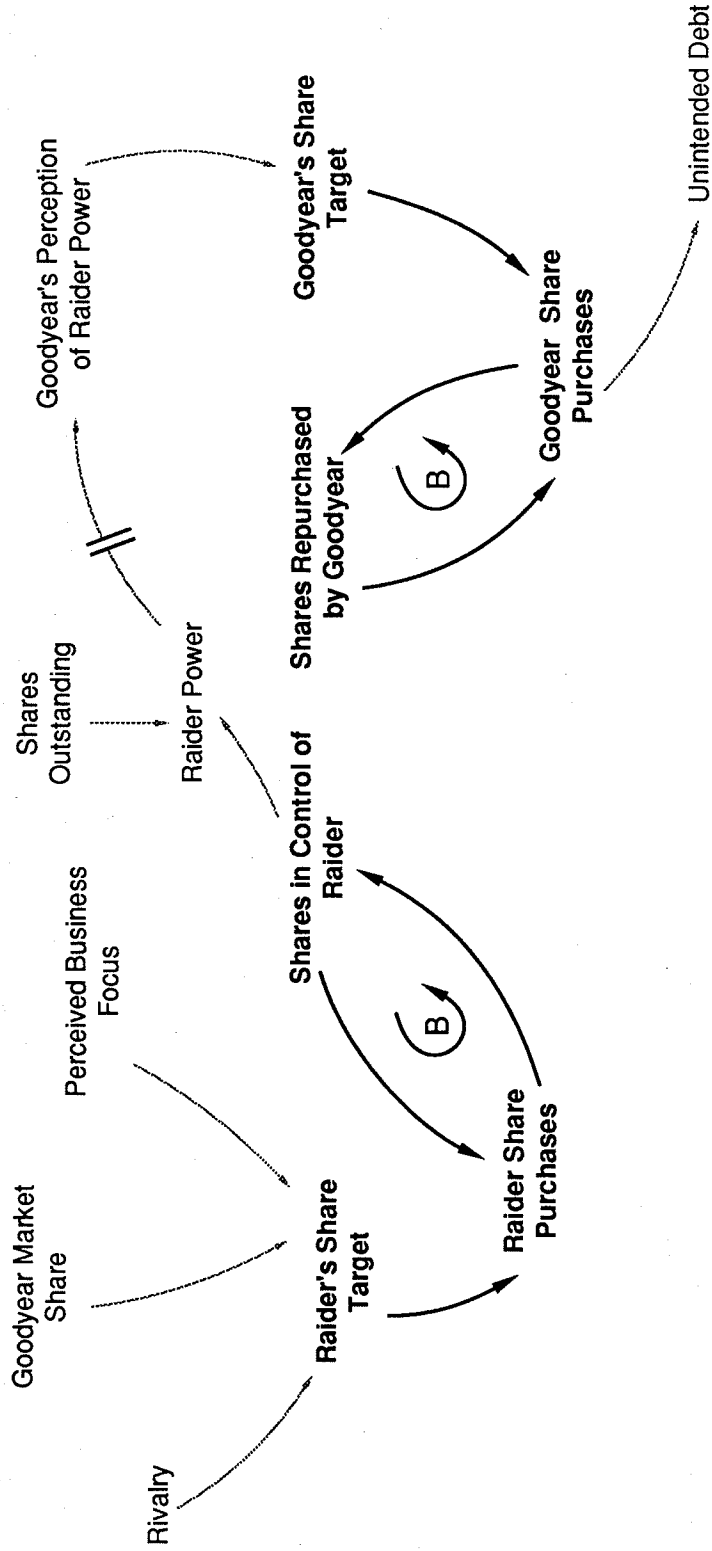 Rivalry
Goodyear Market
Share
Perceived Business
Focus
Shares
Outstanding
Raider Power
Goodyear's Perception
of Raider Power
Raider's Share
Target
Shares in Control of
Raider
Shares Repurchased
by Goodyear
Goodyear's Share
Target
B
B
Raider Share
Purchases
Goodyear Share
Purchases
Unintended Debt